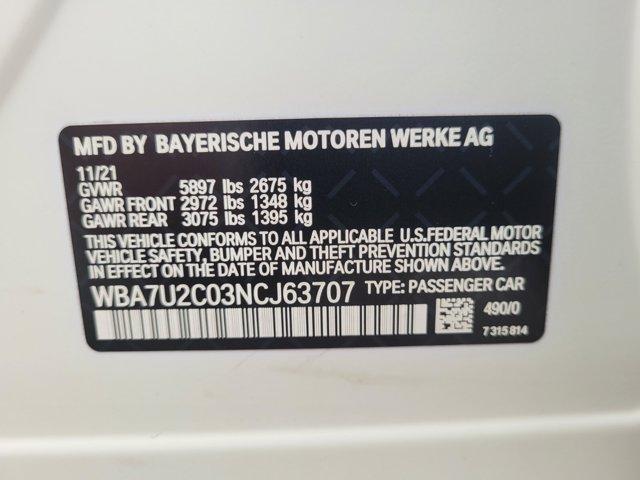 MFD BY BAYERISCHE MOTOREN WERKE AG
11/21
GVWR 5897 lbs 2675 kg
GAWR FRONT 2972 lbs 1348 kg
GAWR REAR 3075 lbs 1395 kg
THIS VEHICLE CONFORMS TO ALL APPLICABLE U.S.FEDERAL MOTOR
VEHICLE SAFETY, BUMPER AND THEFT PREVENTION STANDARDS
IN EFFECT ON THE DATE OF MANUFACTURE SHOWN ABOVE.
WBA7U2C03NCJ63707 TYPE: PASSENGER CAR
490/0
7 315 814